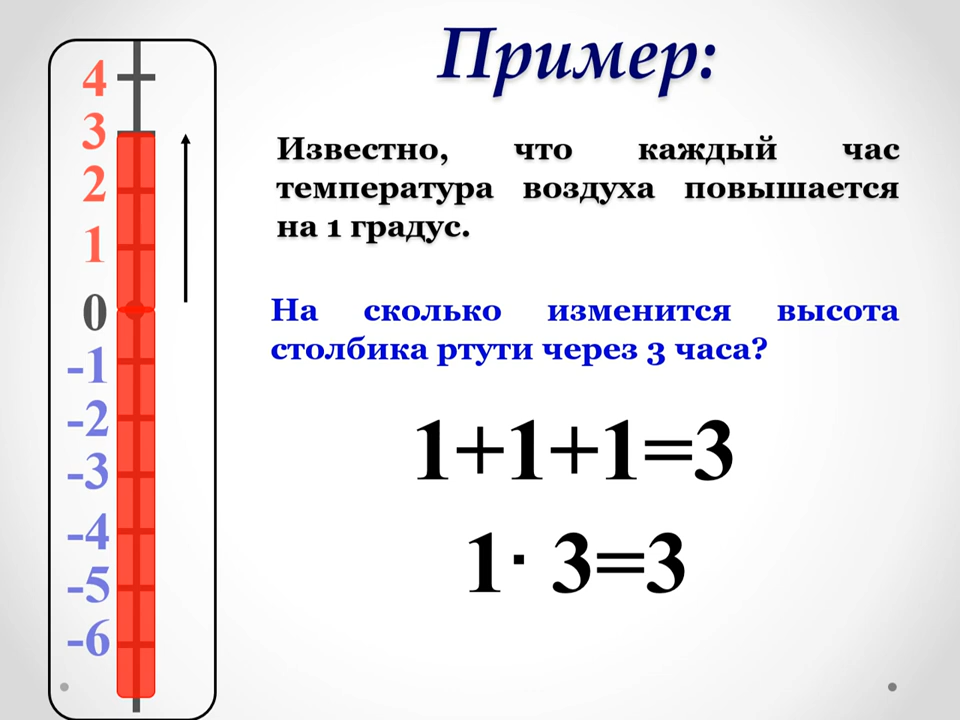 Пример:
4
3
2
1
0
-1
-2
-3
-4
-5
-6
Известно, что каждый час
температура воздуха повышается
на 1 градус.
На сколько изменится высота
столбика ртути через 3 часа?
1+1+1=3
1· 3=3